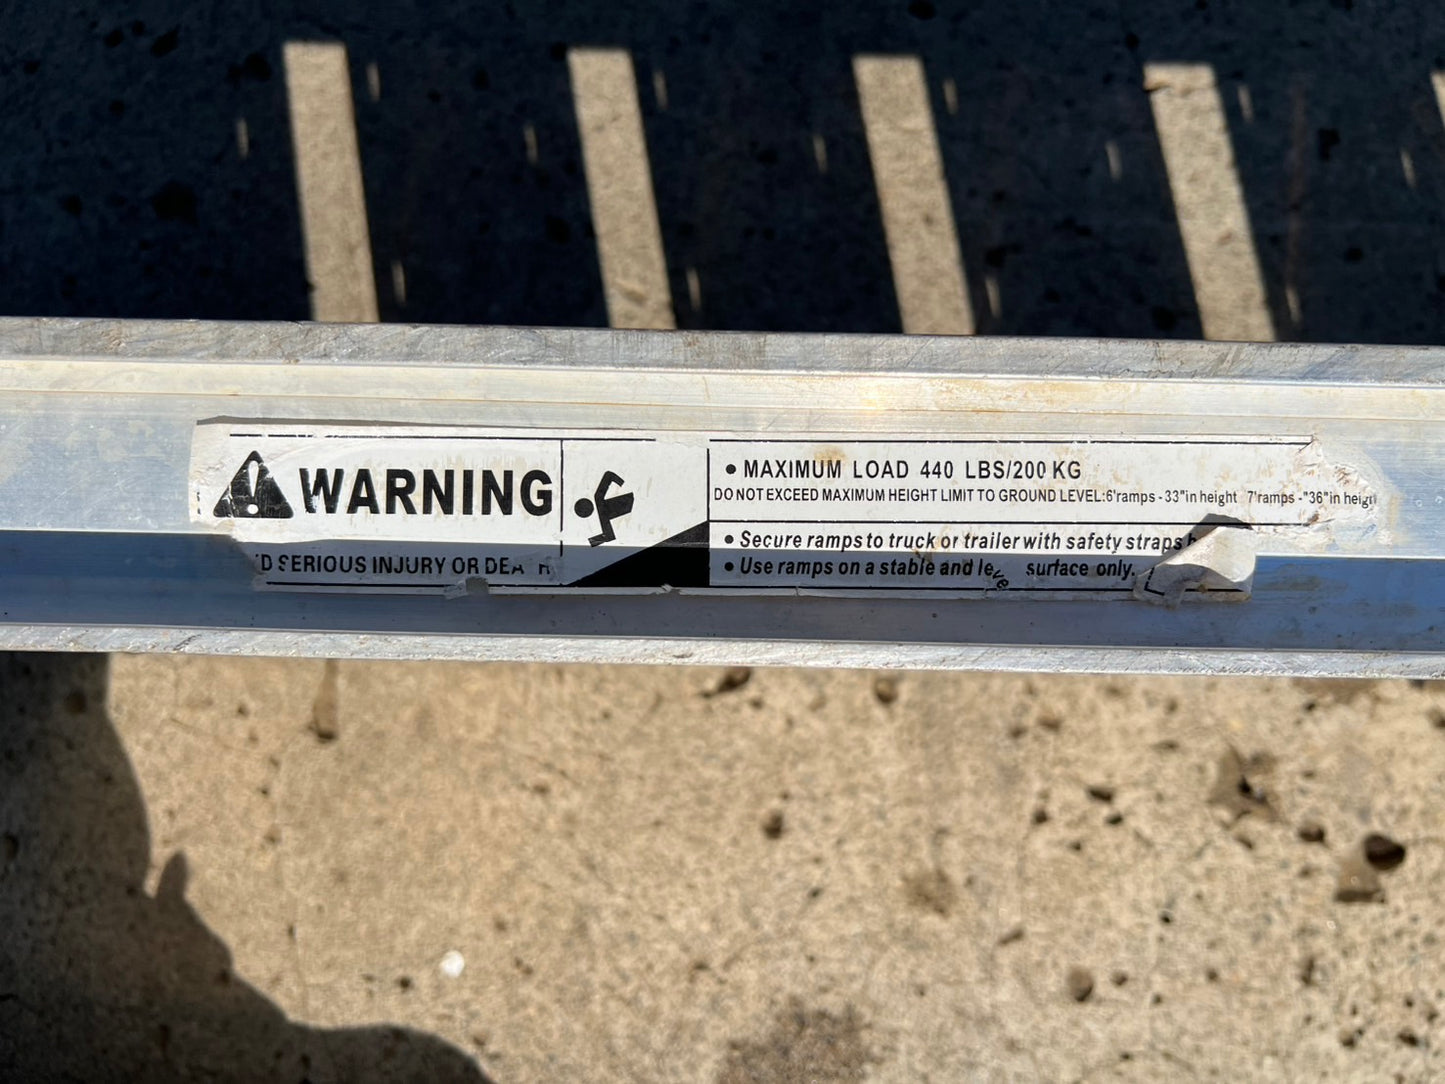 WARNING
SERIOUS INJURY OR
• MAXIMUM LOAD 440 LBS/200 KG
DO NOT EXCEED MAXIMUM HEIGHT LIMIT TO GROUND LEVEL:6'ramps - 33"in height 7'ramps -"36"in heigh
• Secure ramps to truck or trailer with safety straps
• Use ramps on a stable and level surface only.